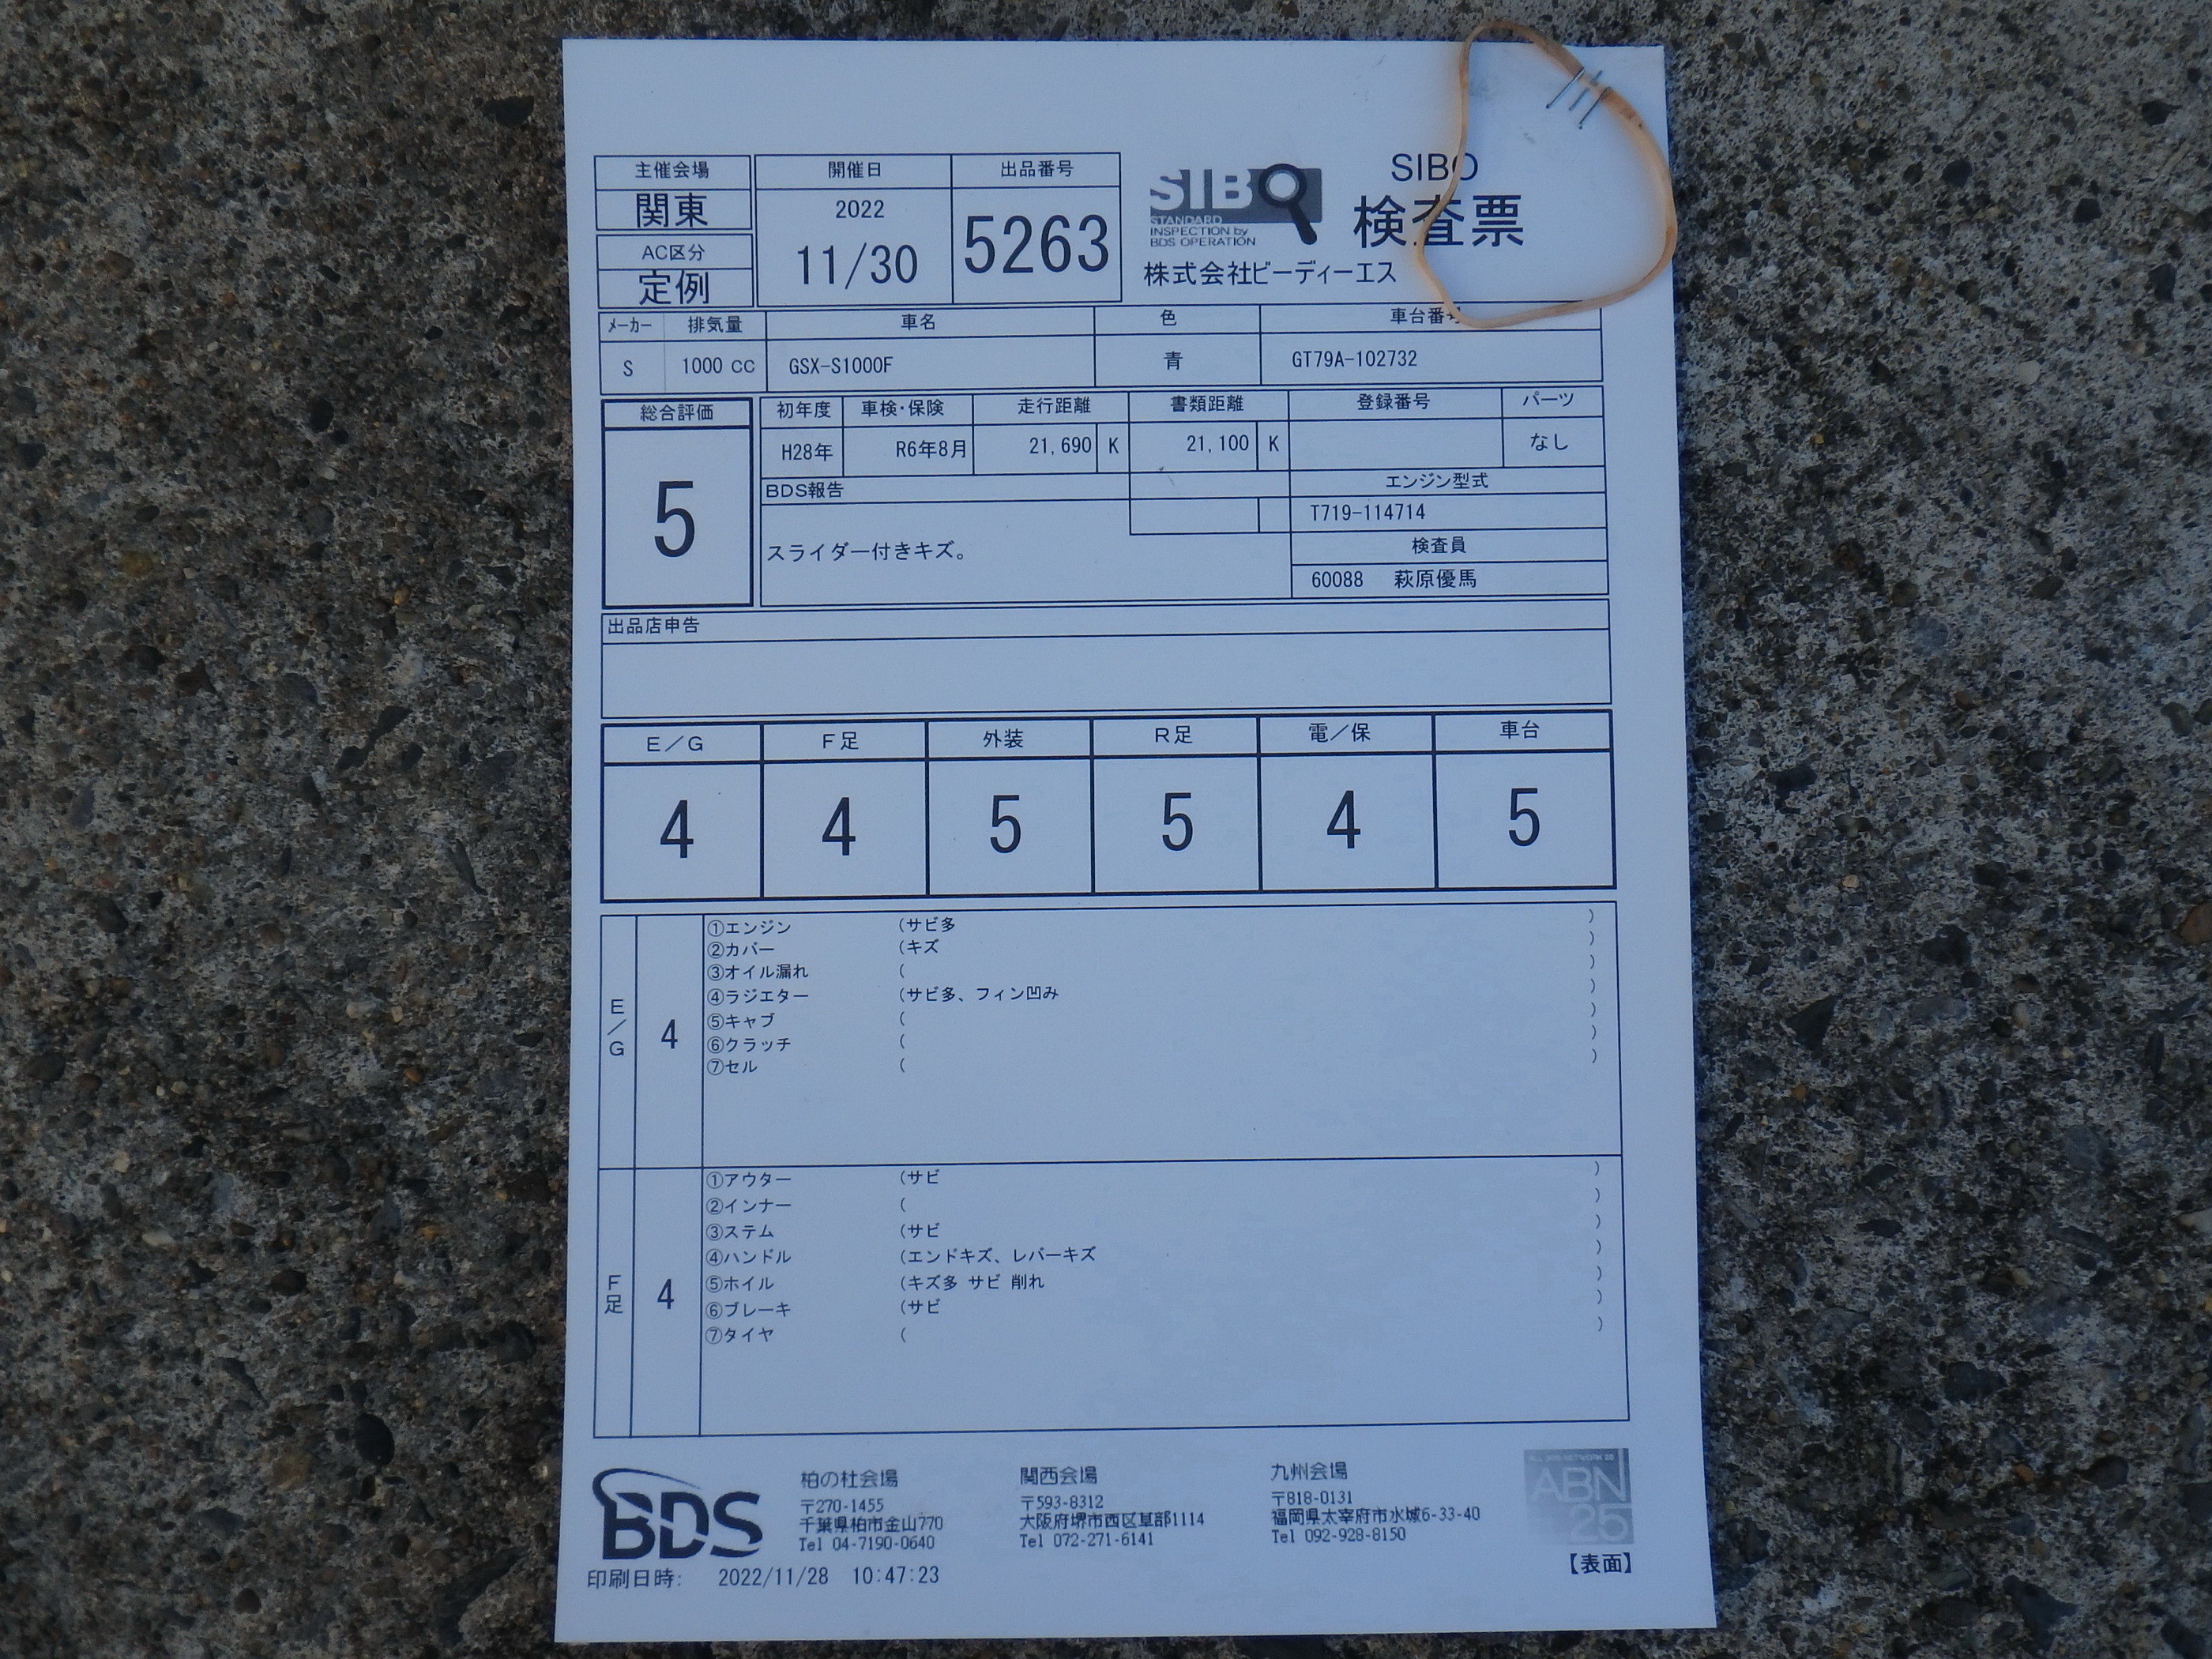 主催会場 開催日 出品番号
関東 2022 11/30 5263
AC区分
定例
SIBO
STANDARD
INSPECTION by
BDS OPERATION
SIBO
検査票
株式会社ビーディーエス
メーカー 排気量 車名 色 車台番号
S 1000 CC GSX-S1000F 青 GT79A-102732
総合評価 初年度 車検・保険 走行距離 書類距離 登録番号 パーツ
5 H28年 R6年8月 21,690 K 21,100 K なし
BDS報告 エンジン型式
T719-114714
スライダー付きキズ。 検査員
60088 萩原優馬
出品店申告
E/G F足 外装 R足 電/保 車台
4 4 5 5 4 5
E/G 4
①エンジン (サビ多 )
②カバー (キズ )
③オイル漏れ ( )
④ラジエター (サビ多、フィン凹み )
⑤キャブ ( )
⑥クラッチ ( )
⑦セル ( )
F足 4
①アウター (サビ )
②インナー ( )
③ステム (サビ )
④ハンドル (エンドキズ、レバーキズ )
⑤ホイル (キズ多 サビ 削れ )
⑥ブレーキ (サビ )
⑦タイヤ ( )
BDS
柏の杜会場
〒270-1455
千葉県柏市金山770
Tel 04-7190-0640
関西会場
〒593-8312
大阪府堺市西区草部1114
Tel 072-271-6141
九州会場
〒818-0131
福岡県太宰府市水城6-33-40
Tel 092-928-8150
ABN
25
【表面】
印刷日時: 2022/11/28 10:47:23